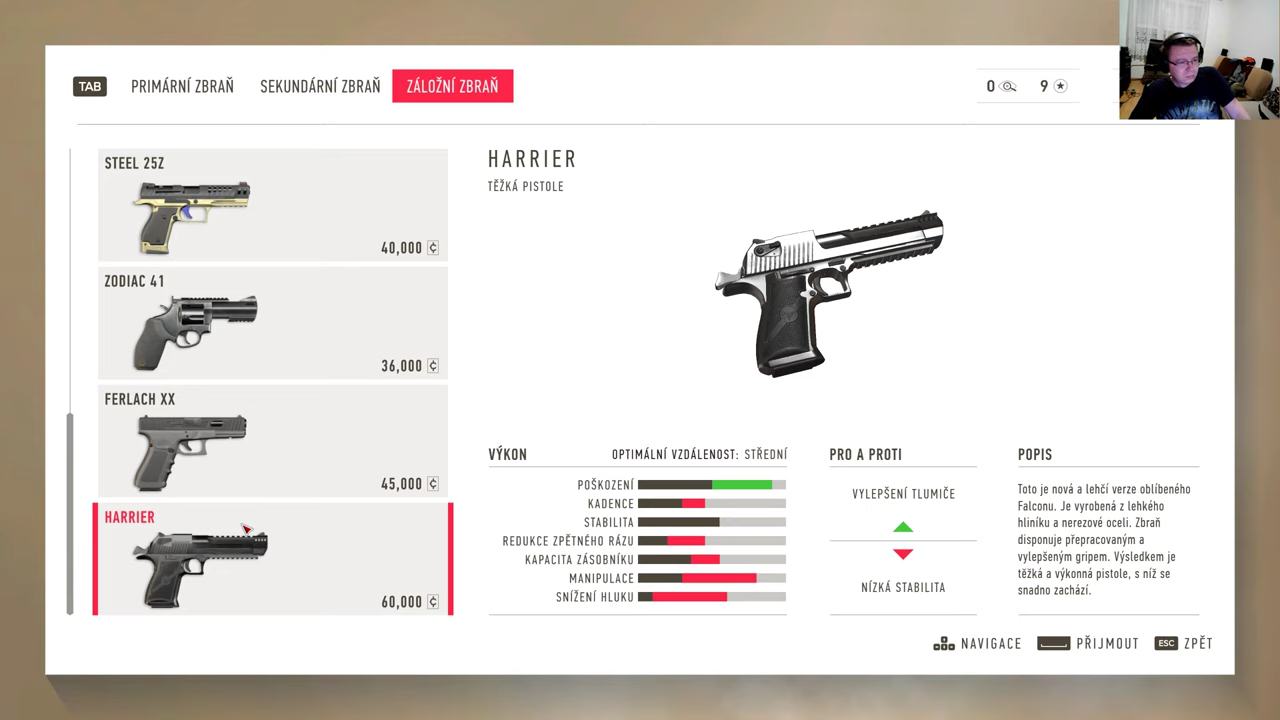 TAB PRIMÁRNÍ ZBRAŇ SEKUNDÁRNÍ ZBRAŇ ZÁLOŽNÍ ZBRAŇ 0 9
STEEL 25Z
40,000
ZODIAC 41
36,000
FERLACH XX
45,000
HARRIER
60,000
HARRIER
TĚŽKÁ PISTOLE
VÝKON OPTIMÁLNÍ VZDÁLENOST: STŘEDNÍ
POŠKOZENÍ
KADENCE
STABILITA
REDUKCE ZPĚTNÉHO RÁZU
KAPACITA ZÁSOBNÍKU
MANIPULACE
SNÍŽENÍ HLUKU
PRO A PROTI
VYLEPŠENÍ TLUMIČE
NÍZKÁ STABILITA
POPIS
Toto je nová a lehčí verze oblíbeného
Falconu. Je vyrobená z lehkého
hliníku a nerezové oceli. Zbraň
disponuje přepracovaným a
vylepšeným gripem. Výsledkem je
těžká a výkonná pistole, s níž se
snadno zachází.
NAVIGACE PŘIJMOUT ESC ZPĚT